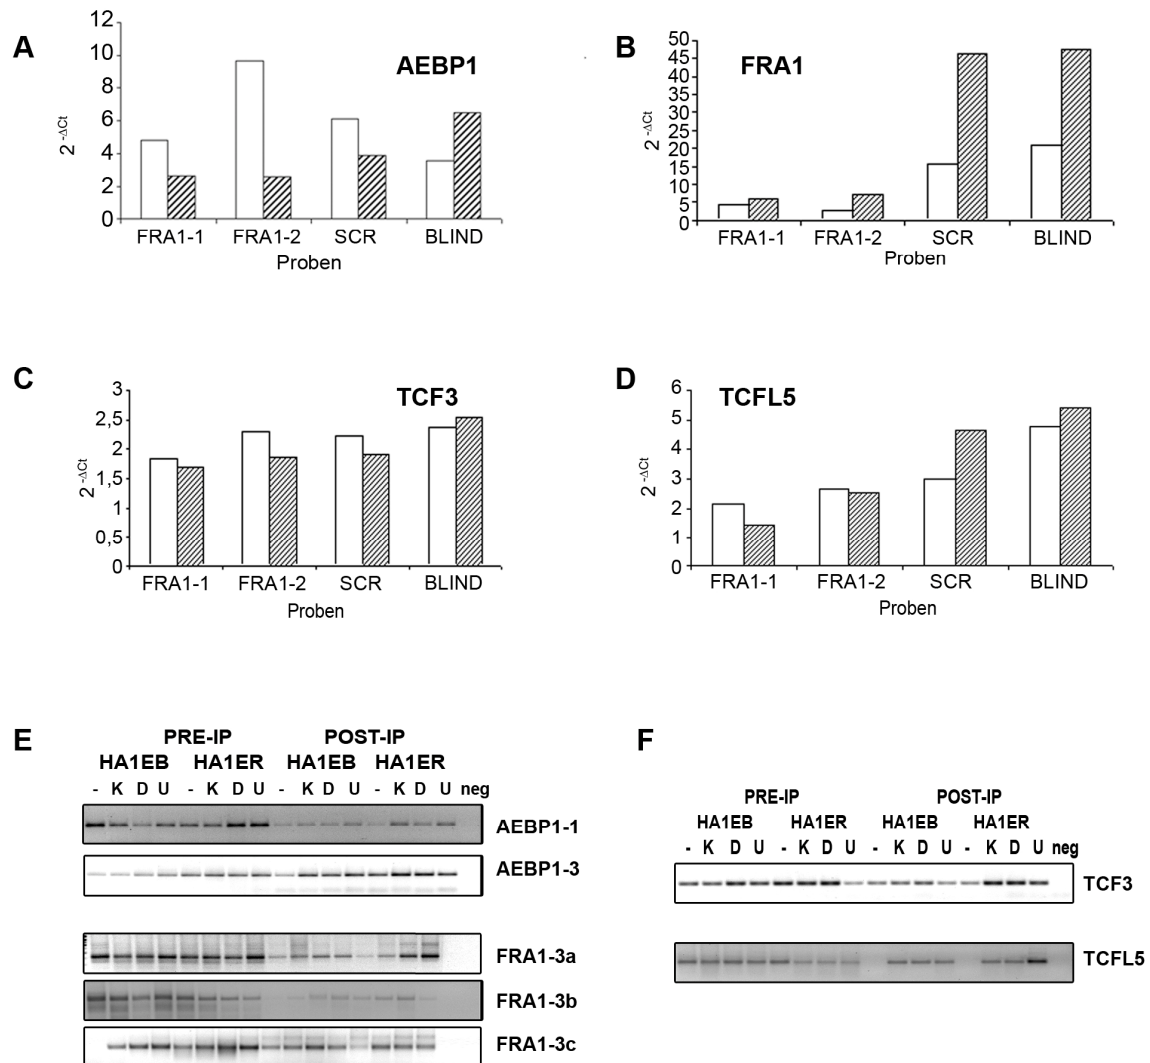 A
AEBP1
2^-ΔCt
12
10
8
6
4
2
0
FRA1-1 FRA1-2 SCR BLIND
Proben
B
FRA1
2^-ΔCt
50
45
40
35
30
25
20
15
10
5
0
FRA1-1 FRA1-2 SCR BLIND
Proben
C
TCF3
2^-ΔCt
3
2,5
2
1,5
1
0,5
0
FRA1-1 FRA1-2 SCR BLIND
Proben
D
TCFL5
2^-ΔCt
6
5
4
3
2
1
0
FRA1-1 FRA1-2 SCR BLIND
Proben
E
PRE-IP POST-IP
HA1EB HA1ER HA1EB HA1ER
- K D U - K D U - K D U - K D U neg
AEBP1-1
AEBP1-3
FRA1-3a
FRA1-3b
FRA1-3c
F
PRE-IP POST-IP
HA1EB HA1ER HA1EB HA1ER
- K D U - K D U - K D U - K D U neg
TCF3
TCFL5